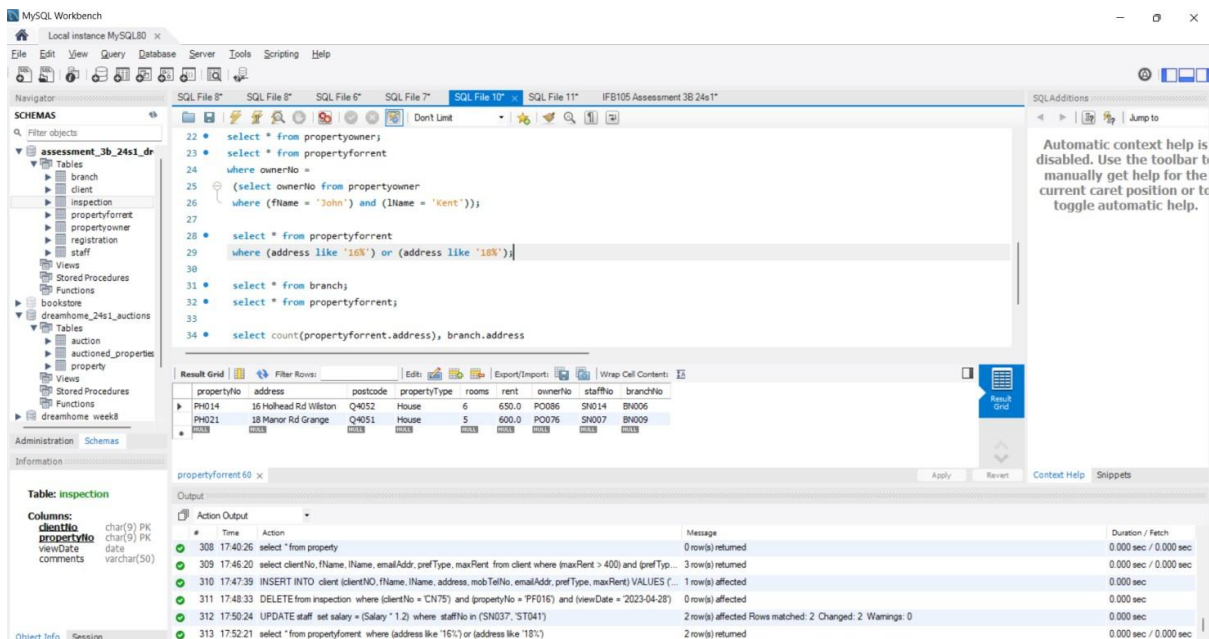 MySQL Workbench
Local instance MySQL80 ×
File Edit View Query Database Server Tools Scripting Help
Navigator
SQL File 8* SQL File 8* SQL File 6* SQL File 7* SQL File 10* × SQL File 11* IFB105 Assessment 3B 24s1*
SQLAdditions
SCHEMAS
Filter objects
Don't Limit
Jump to
assessment_3b_24s1_dr
Tables
branch
client
inspection
propertyforrent
propertyowner
registration
staff
Views
Stored Procedures
Functions
bookstore
dreamhome_24s1_auctions
Tables
auction
auctioned_properties
property
Views
Stored Procedures
Functions
dreamhome week8
22 select * from propertyowner;
23 select * from propertyforrent
24 where ownerNo =
25 (select ownerNo from propertyowner
26 where (fName = 'John') and (lName = 'Kent'));
27
28 select * from propertyforrent
29 where (address like '16%') or (address like '18%');
30
31 select * from branch;
32 select * from propertyforrent;
33
34 select count(propertyforrent.address), branch.address
Automatic context help is
disabled. Use the toolbar to
manually get help for the
current caret position or to
toggle automatic help.
Result Grid Filter Rows: Edit: Export/Import: Wrap Cell Content:
propertyNo address postcode propertyType rooms rent ownerNo staffNo branchNo
PH014 16 Holhead Rd Wilston Q4052 House 6 650.0 PO086 SN014 BN006
PH021 18 Manor Rd Grange Q4051 House 5 600.0 PO076 SN007 BN009
NULL NULL NULL NULL NULL NULL NULL NULL NULL
Result
Grid
Administration Schemas
Information
propertyforrent 60 ×
Apply Revert
Context Help Snippets
Table: inspection
Columns:
clientNo char(9) PK
propertyNo char(9) PK
viewDate date
comments varchar(50)
Object Info Session
Output
Action Output
# Time Action Message Duration / Fetch
308 17:40:26 select * from property 0 row(s) returned 0.000 sec / 0.000 sec
309 17:46:20 select clientNo, fName, lName, emailAddr, prefType, maxRent from client where (maxRent > 400) and (prefTyp... 3 row(s) returned 0.000 sec / 0.000 sec
310 17:47:39 INSERT INTO client (clientNO, fName, lName, address, mobTelNo, emailAddr, prefType, maxRent) VALUES ('... 1 row(s) affected 0.000 sec
311 17:48:33 DELETE from inspection where (clientNo = 'CN75') and (propertyNo = 'PF016') and (viewDate = '2023-04-28') 0 row(s) affected 0.000 sec
312 17:50:24 UPDATE staff set salary = (Salary * 1.2) where staffNo in ('SN037', 'ST041') 2 row(s) affected Rows matched: 2 Changed: 2 Warnings: 0 0.000 sec
313 17:52:21 select * from propertyforrent where (address like '16%') or (address like '18%') 2 row(s) returned 0.000 sec / 0.000 sec